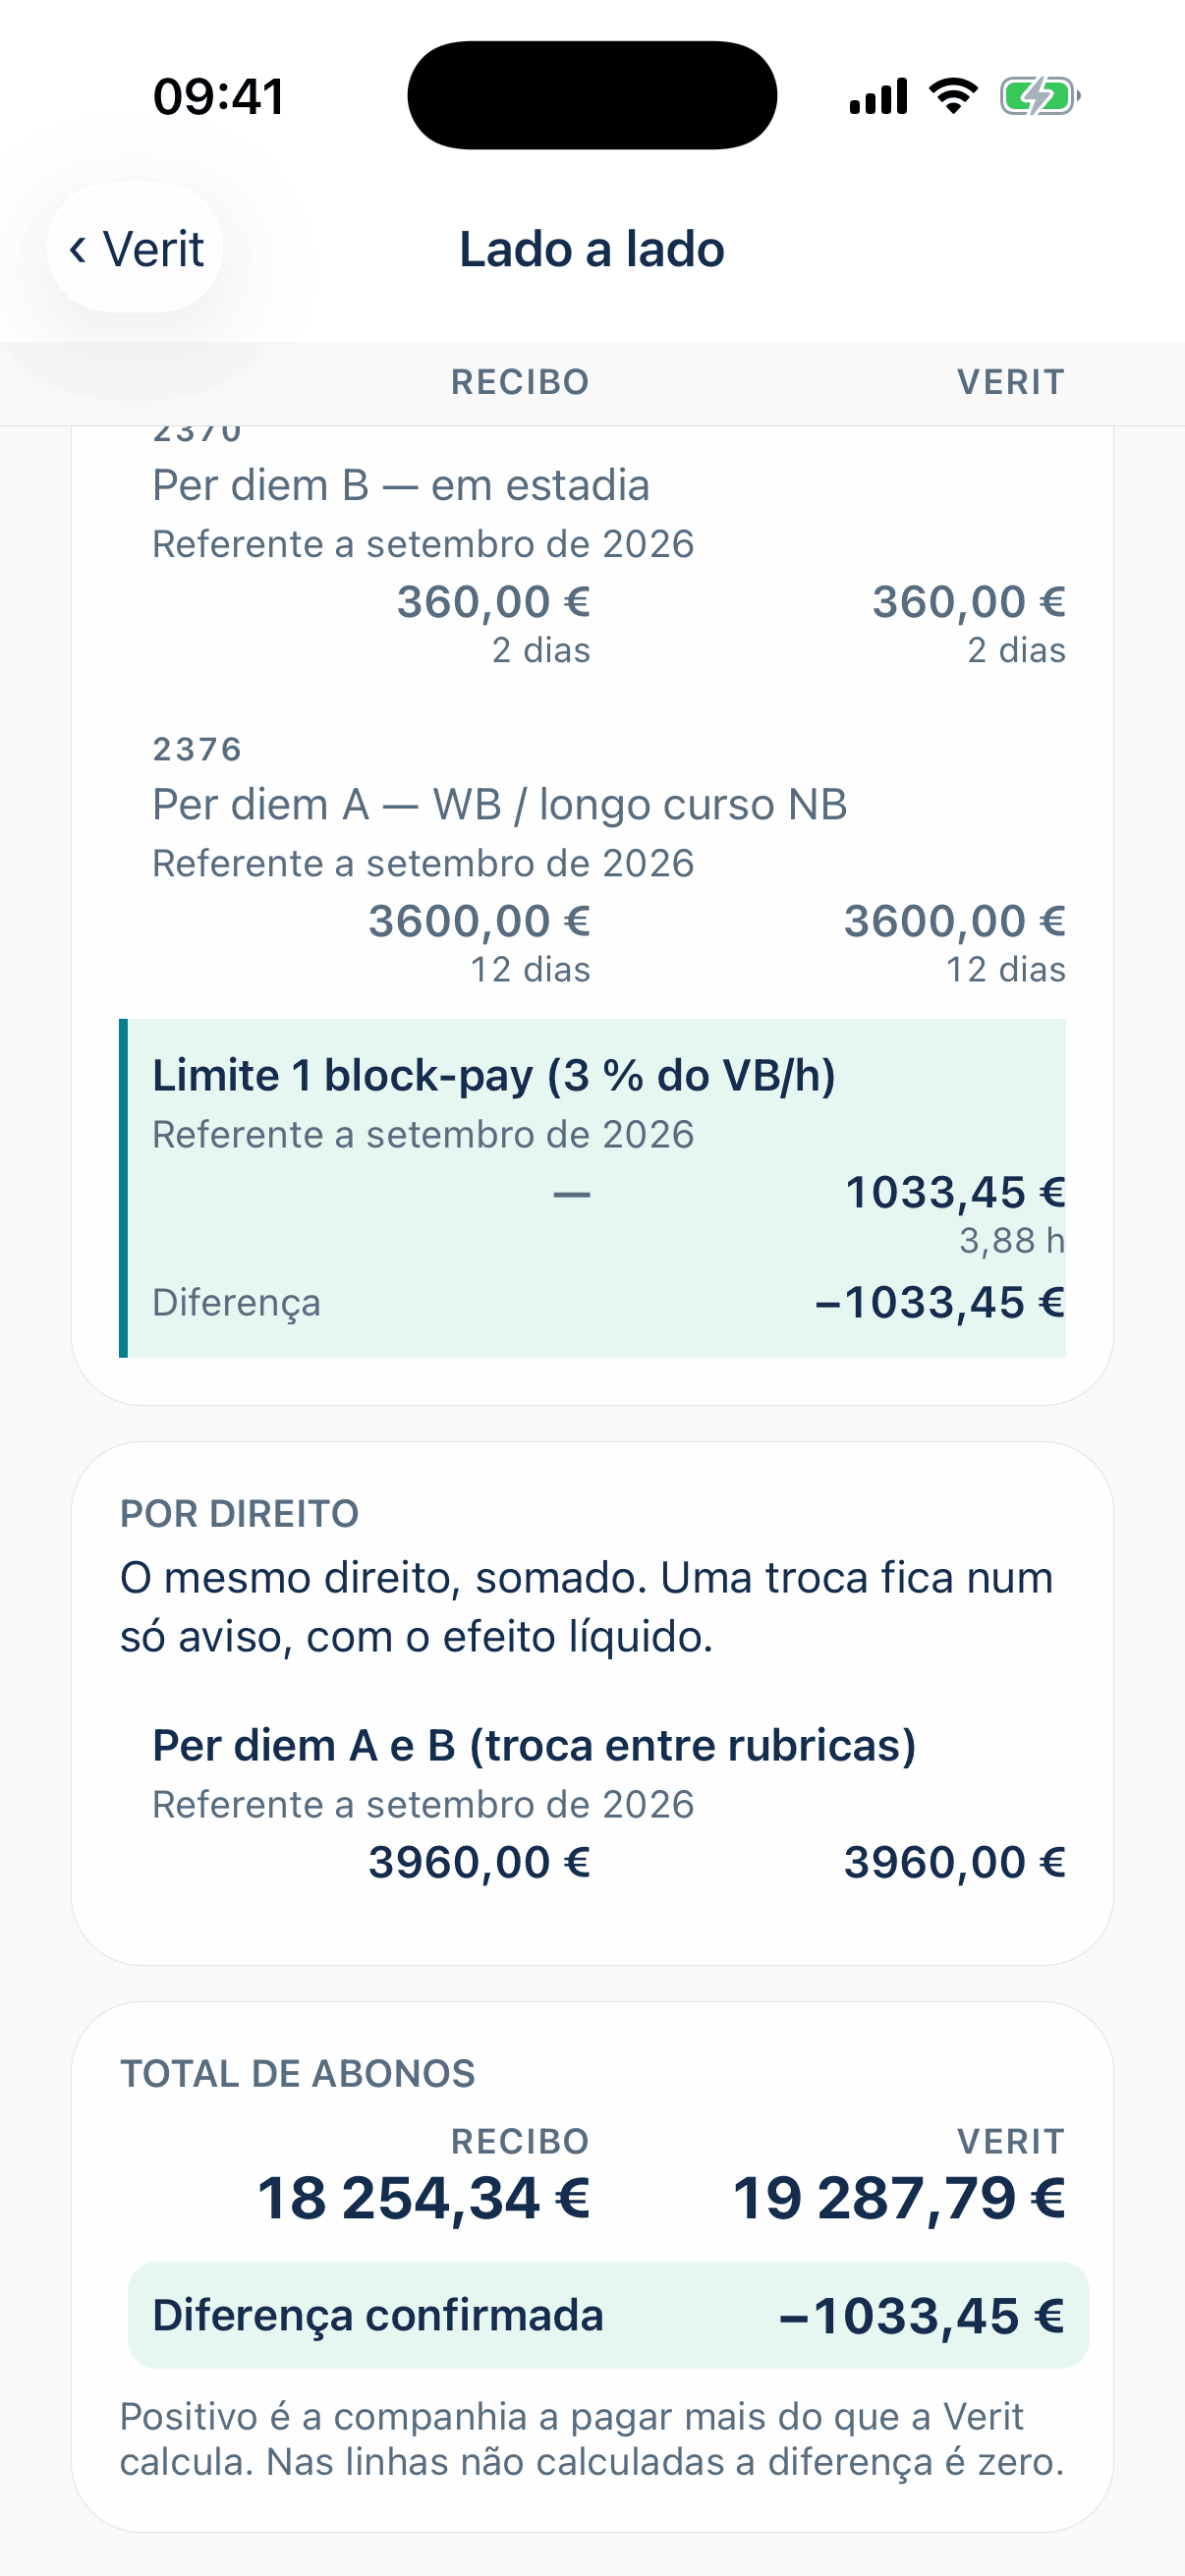 09:41
‹ Verit
Lado a lado
RECIBO VERIT
2370
Per diem B — em estadia
Referente a setembro de 2026
360,00 € 360,00 €
2 dias 2 dias
2376
Per diem A — WB / longo curso NB
Referente a setembro de 2026
3600,00 € 3600,00 €
12 dias 12 dias
Limite 1 block-pay (3 % do VB/h)
Referente a setembro de 2026
— 1033,45 €
3,88 h
Diferença −1033,45 €
POR DIREITO
O mesmo direito, somado. Uma troca fica num
só aviso, com o efeito líquido.
Per diem A e B (troca entre rubricas)
Referente a setembro de 2026
3960,00 € 3960,00 €
TOTAL DE ABONOS
RECIBO VERIT
18 254,34 € 19 287,79 €
Diferença confirmada −1033,45 €
Positivo é a companhia a pagar mais do que a Verit
calcula. Nas linhas não calculadas a diferença é zero.